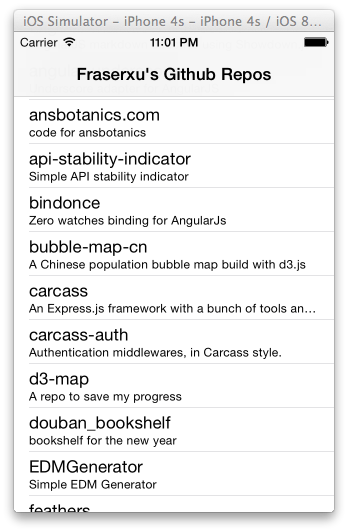 iOS Simulator – iPhone 4s – iPhone 4s / iOS 8...
Carrier 11:01 PM
Fraserxu's Github Repos
ansbotanics.com
code for ansbotanics
api-stability-indicator
Simple API stability indicator
bindonce
Zero watches binding for AngularJs
bubble-map-cn
A Chinese population bubble map build with d3.js
carcass
An Express.js framework with a bunch of tools an...
carcass-auth
Authentication middlewares, in Carcass style.
d3-map
A repo to save my progress
douban_bookshelf
bookshelf for the new year
EDMGenerator
Simple EDM Generator
feathers